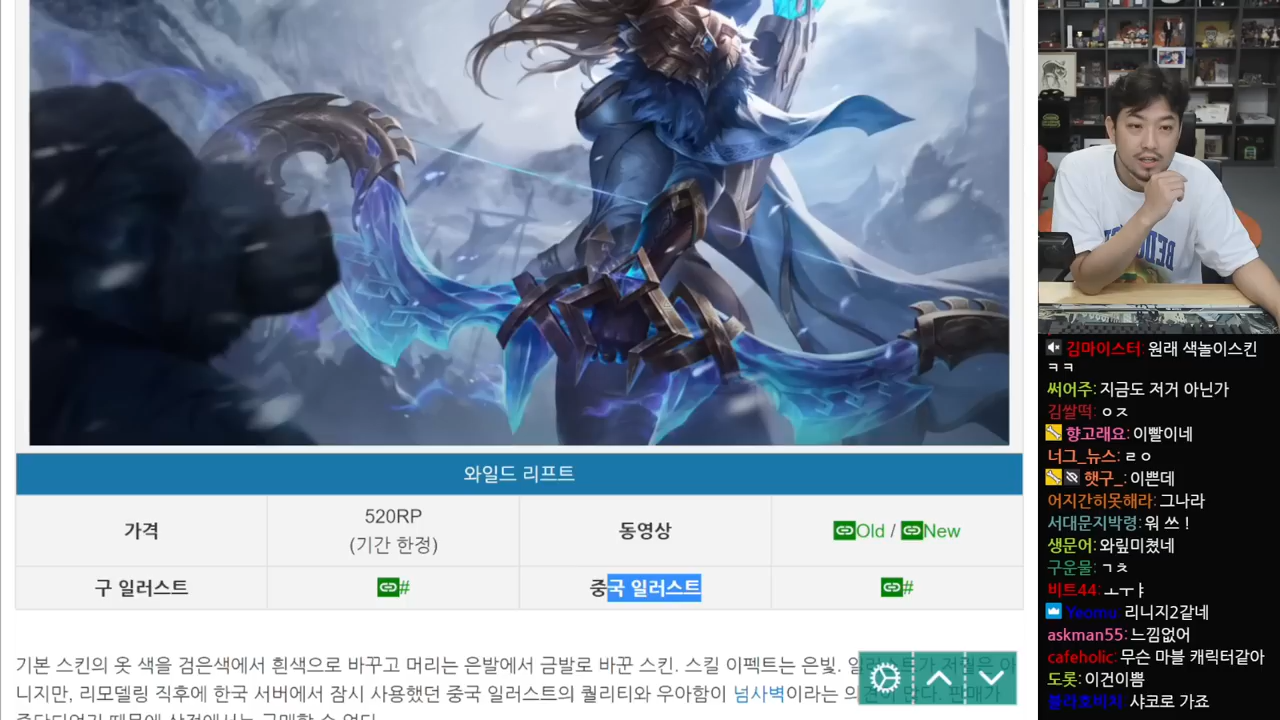 와일드 리프트
가격
520RP
(기간 한정)
동영상
Old / New
구 일러스트
#
중국 일러스트
#
기본 스킨의 옷 색을 검은색에서 흰색으로 바꾸고 머리는 은발에서 금발로 바꾼 스킨. 스킬 이펙트는 은빛.
니지만, 리모델링 직후에 한국 서버에서 잠시 사용했던 중국 일러스트의 퀄리티와 우아함이 넘사벽이라는
김마이스터: 원래 색놀이스킨
ㅋㅋ
써어주: 지금도 저거 아닌가
김쌀떡: ㅇㅈ
향고래요: 이빨이네
너그_뉴스: ㄹㅇ
햇구_: 이쁜데
어지간히못해라: 그나라
서대문지박령: 워 쓰 !
생문어: 와맆미쳤네
구운물: ㄱㅊ
비트44: ㅗㅜㅑ
Yeomu: 리니지2같네
askman55: 느낌없어
cafeholic: 무슨 마블 캐릭터같아
도롯: 이건이쁨
블라호비치: 샤코로 가죠